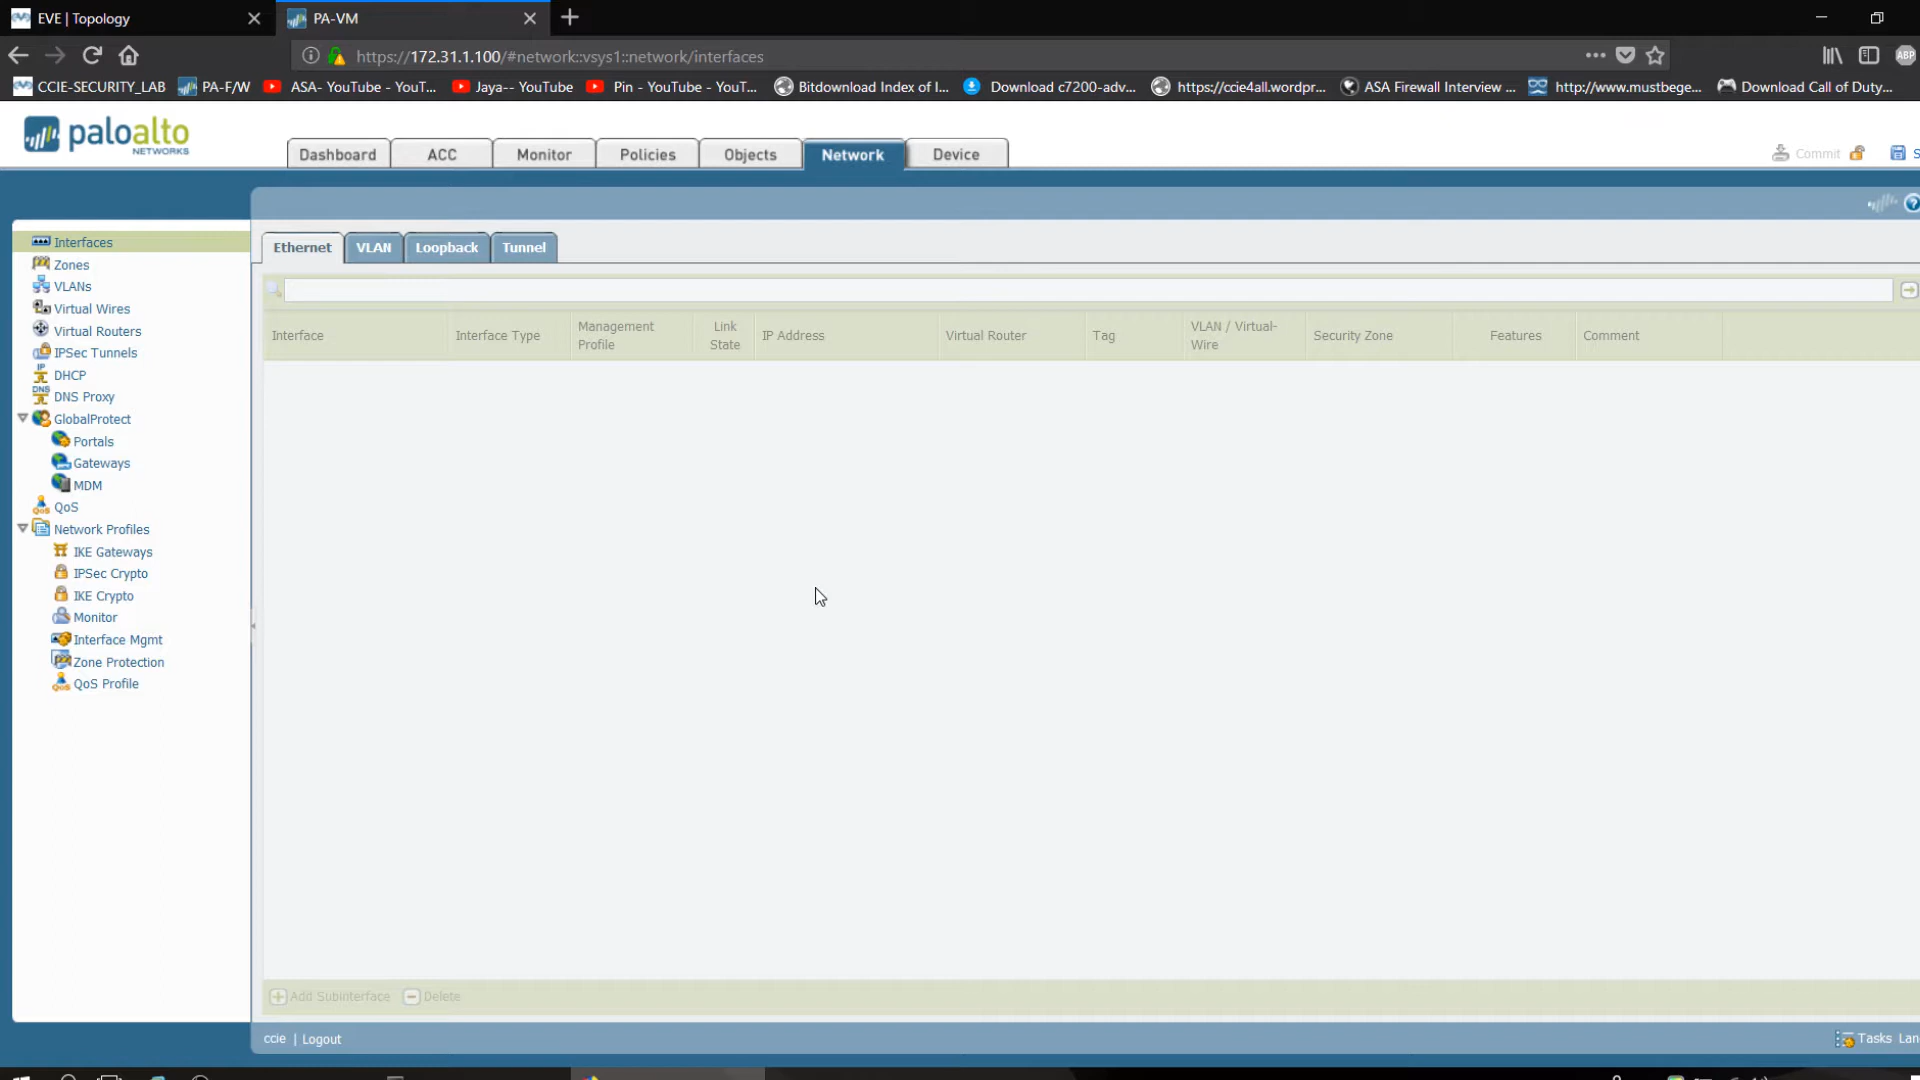 EVE | Topology
PA-VM
https://172.31.1.100/#network::vsys1::network/interfaces
CCIE-SECURITY_LAB
PA-F/W
ASA- YouTube - YouT...
Jaya-- YouTube
Pin - YouTube - YouT...
Bitdownload Index of I...
Download c7200-adv...
https://ccie4all.wordpr...
ASA Firewall Interview ...
http://www.mustbege...
Download Call of Duty...
ABP
paloalto
NETWORKS
Dashboard
ACC
Monitor
Policies
Objects
Network
Device
Commit
S
Interfaces
Zones
VLANs
Virtual Wires
Virtual Routers
IPSec Tunnels
DHCP
DNS Proxy
GlobalProtect
Portals
Gateways
MDM
QoS
Network Profiles
IKE Gateways
IPSec Crypto
IKE Crypto
Monitor
Interface Mgmt
Zone Protection
QoS Profile
Ethernet
VLAN
Loopback
Tunnel
Interface
Interface Type
Management
Profile
Link
State
IP Address
Virtual Router
Tag
VLAN / Virtual-
Wire
Security Zone
Features
Comment
Add Subinterface
Delete
ccie | Logout
Tasks
Lan